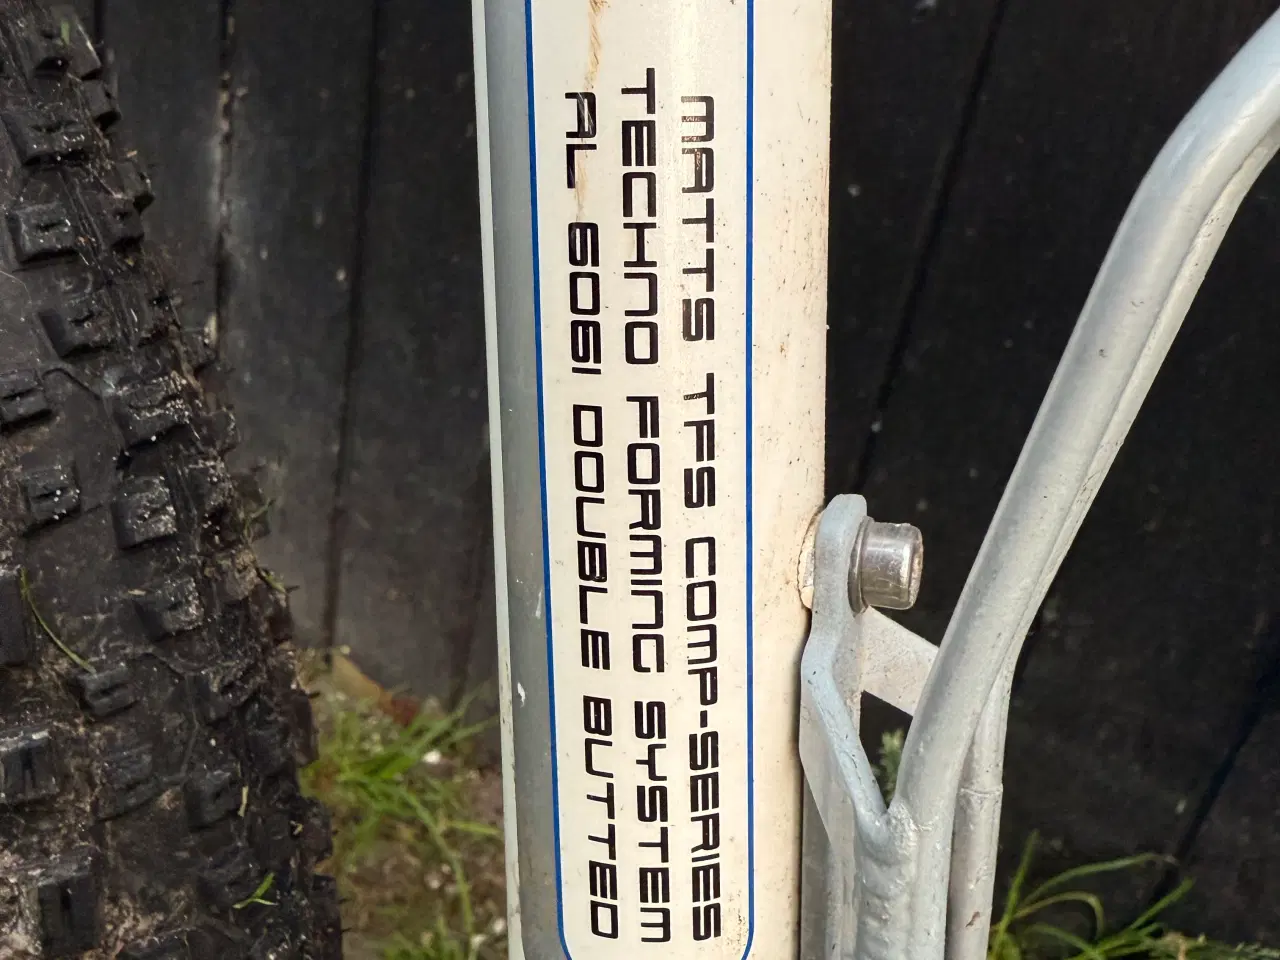 MATTS TFS COMP-SERIES
TECHNO FORMING SYSTEM
AL 6061 DOUBLE BUTTED